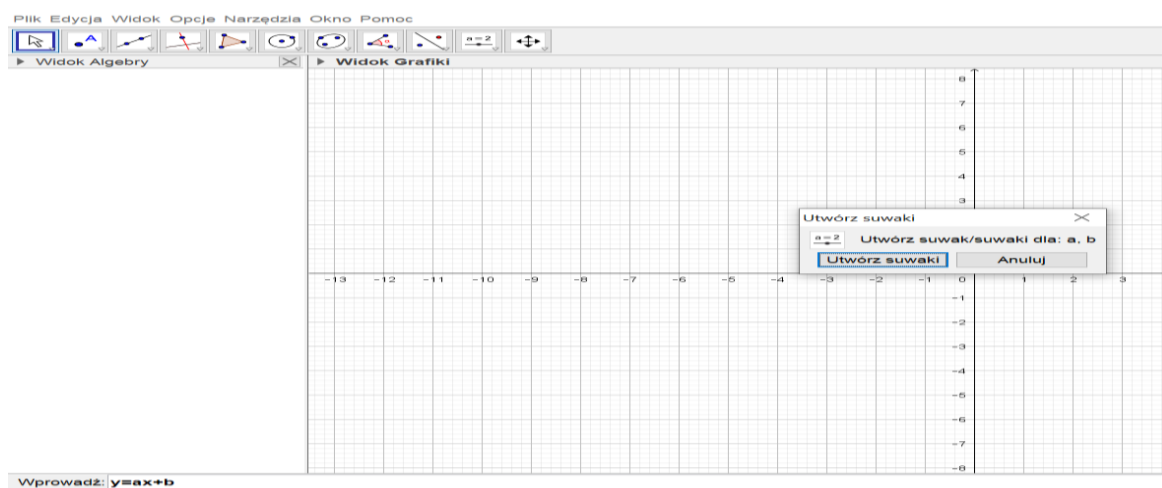 Plik Edycja Widok Opcje Narzędzia Okno Pomoc
A a=2
Widok Algebry Widok Grafiki
8
7
6
5
4
3
Utwórz suwaki
a=2 Utwórz suwak/suwaki dla: a, b
Utwórz suwaki Anuluj
-13 -12 -11 -10 -9 -8 -7 -6 -5 -4 -3 -2 -1 0 1 2 3
-1
-2
-3
-4
-5
-6
-7
-8
Wprowadź: y=ax+b